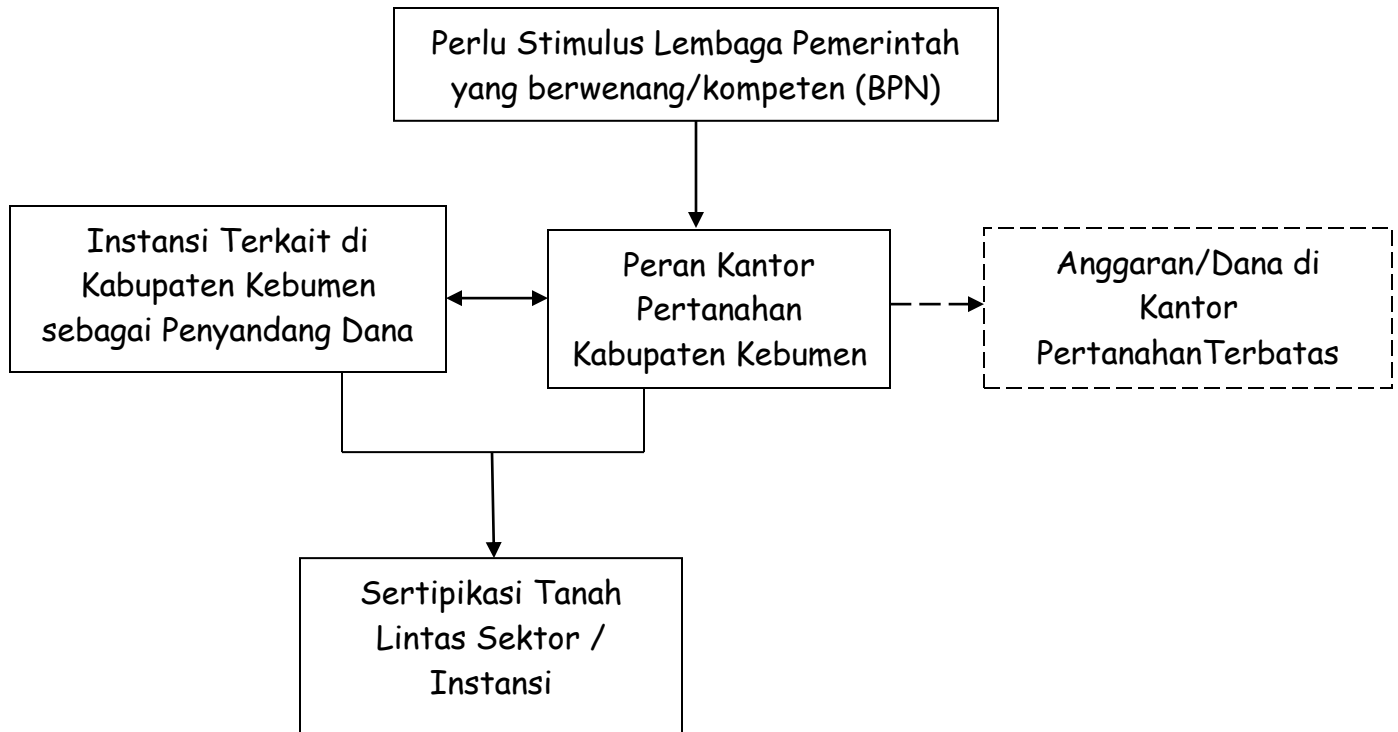 Perlu Stimulus Lembaga Pemerintah
yang berwenang/kompeten (BPN)
Instansi Terkait di
Kabupaten Kebumen
sebagai Penyandang Dana
Peran Kantor
Pertanahan
Kabupaten Kebumen
Anggaran/Dana di
Kantor
PertanahanTerbatas
Sertipikasi Tanah
Lintas Sektor /
Instansi